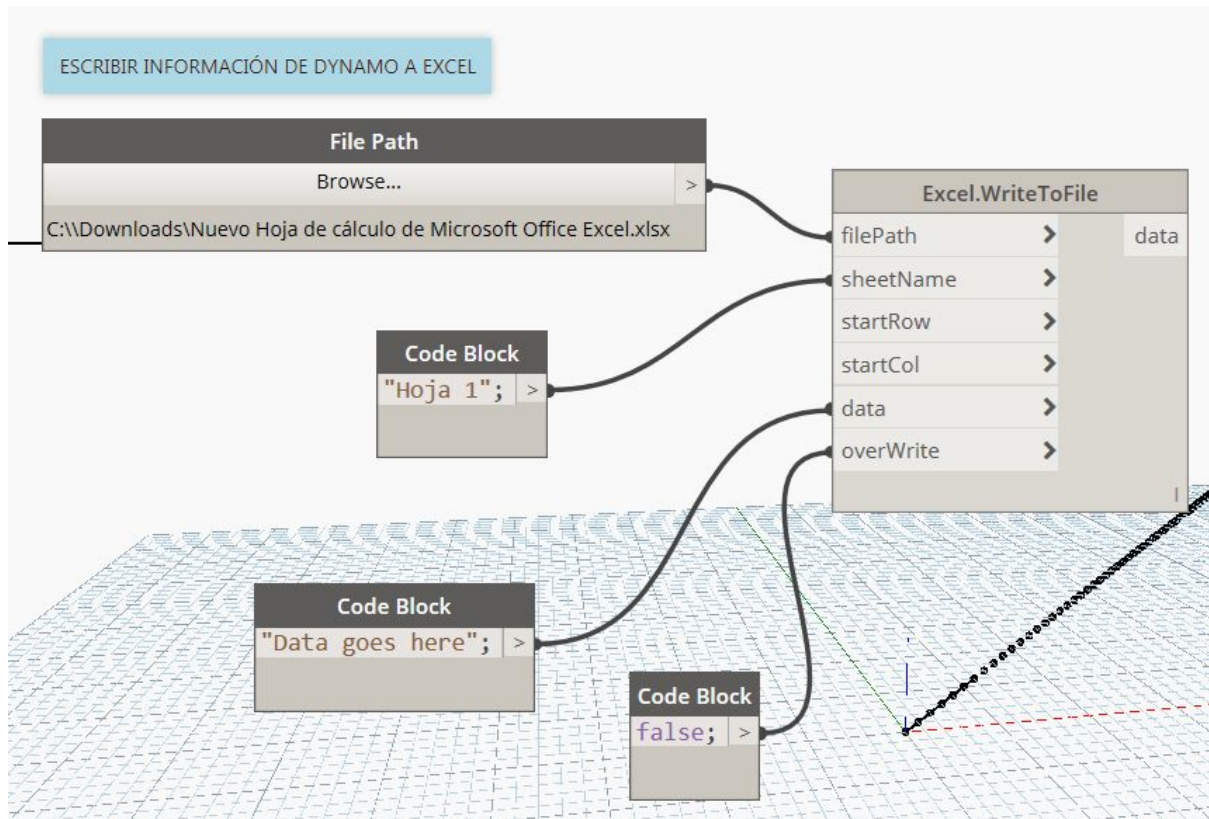 ESCRIBIR INFORMACIÓN DE DYNAMO A EXCEL
File Path
Browse...
>
C:\\Downloads\Nuevo Hoja de cálculo de Microsoft Office Excel.xlsx
Excel.WriteToFile
filePath
data
sheetName
startRow
startCol
data
overWrite
l
Code Block
"Hoja 1"; >
Code Block
"Data goes here"; >
Code Block
false; >